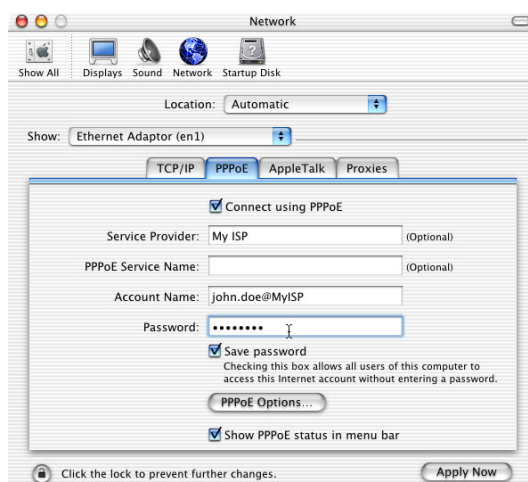 Network
Show All Displays Sound Network Startup Disk
Location: Automatic
Show: Ethernet Adaptor (en1)
TCP/IP PPPoE AppleTalk Proxies
Connect using PPPoE
Service Provider: My ISP (Optional)
PPPoE Service Name: (Optional)
Account Name: john.doe@MyISP
Password: ••••••••
Save password
Checking this box allows all users of this computer to
access this Internet account without entering a password.
PPPoE Options...
Show PPPoE status in menu bar
Click the lock to prevent further changes. Apply Now